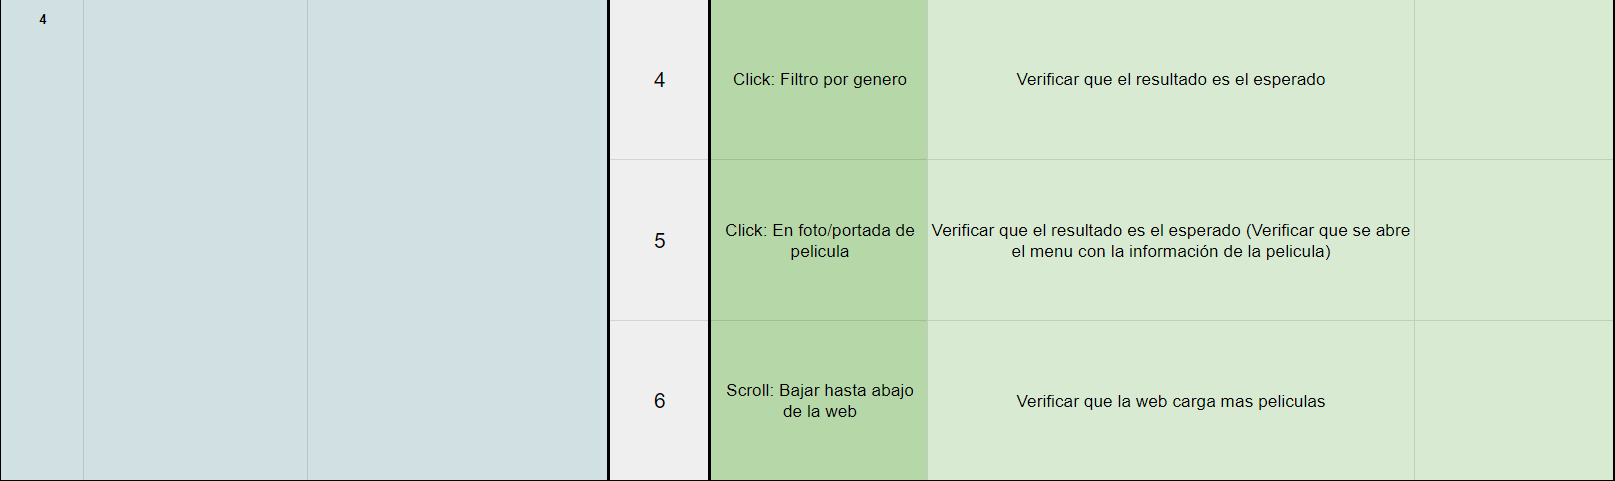 4
4
Click: Filtro por genero
Verificar que el resultado es el esperado
5
Click: En foto/portada de
pelicula
Verificar que el resultado es el esperado (Verificar que se abre
el menu con la información de la pelicula)
6
Scroll: Bajar hasta abajo
de la web
Verificar que la web carga mas peliculas